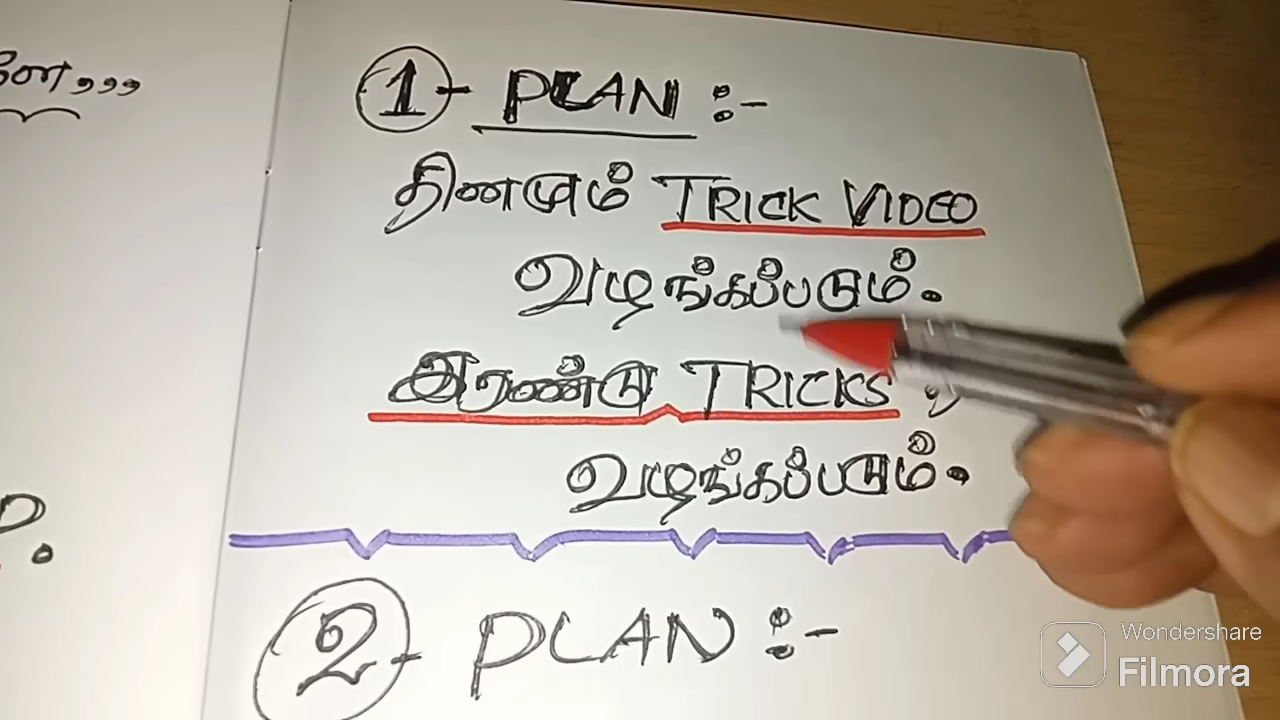 னே,,,
① - PLAN :-
தினமும் TRICK VIDEO
வழங்கப்படும்.
இரண்டு TRICKS
வழங்கப்படும்.
② - PLAN :-
Wondershare
Filmora